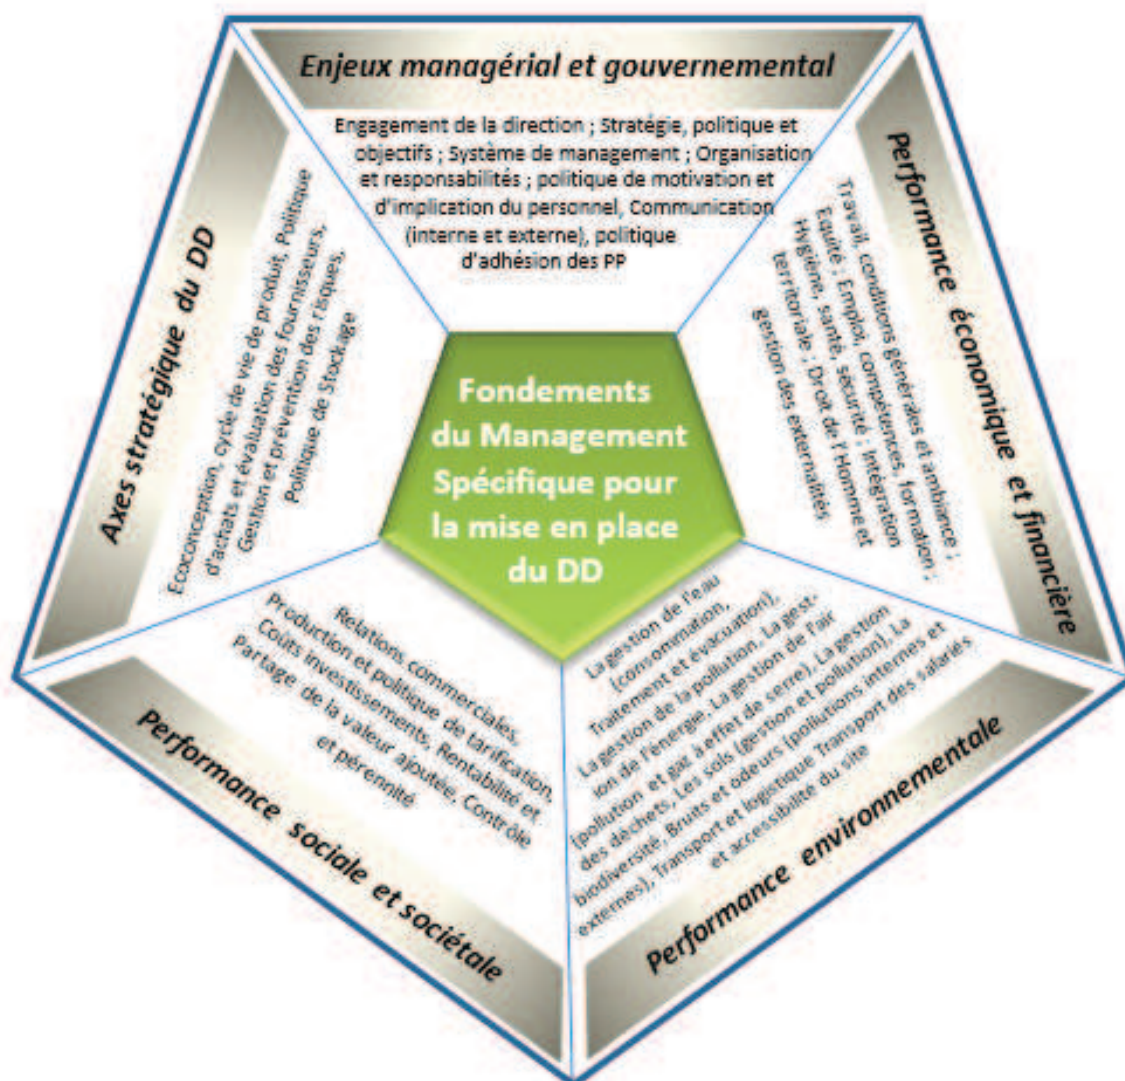 Enjeux managérial et gouvernemental
Engagement de la direction ; Stratégie, politique et
objectifs ; Système de management ; Organisation
et responsabilités ; politique de motivation et
d'implication du personnel, Communication
(interne et externe), politique
d'adhésion des PP
Performance économique et financière
Travail, conditions générales et ambiance ;
Equité ; Emploi, compétences, formation ;
Hygiène, santé, sécurité ; Intégration
territoriale ; Droit de l'Homme et
gestion des externalités
Performance environnementale
La gestion de l'eau
(consommation,
Traitement et évacuation),
La gestion de la pollution. La gest-
ion de l'énergie. La gestion de l'air
(pollution et gaz à effet de serre), La gestion
des déchets, Les sols (gestion et pollution), La
biodiversité, Bruits et odeurs (pollutions internes et
externes), Transport et logistique Transport des salariés
et accessibilité du site
Performance sociale et sociétale
Relations commerciales,
Production et politique de tarification,
Coûts investissements, Rentabilité et
Partage de la valeur ajoutée, Contrôle
et pérennité
Axes stratégique du DD
Ecoconception, cycle de vie de produit, Politique
d'achats et évaluation des fournisseurs,
Gestion et prévention des risques,
Politique de Stockage
Fondements
du Management
Spécifique pour
la mise en place
du DD